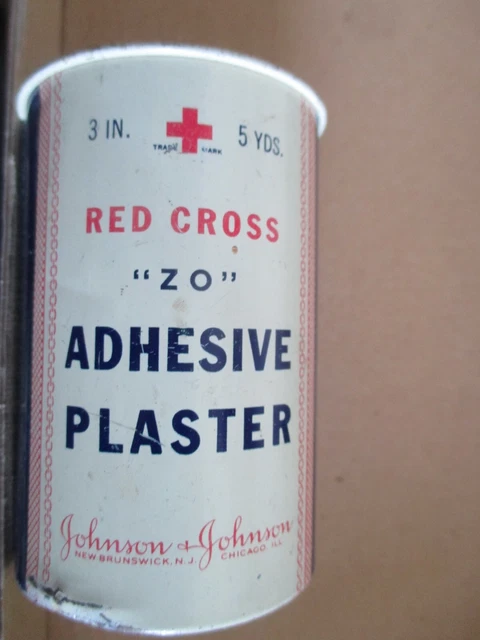 3 IN. 5 YDS.
TRADE MARK
RED CROSS
"ZO"
ADHESIVE
PLASTER
Johnson & Johnson
NEW BRUNSWICK, N.J. CHICAGO, ILL.